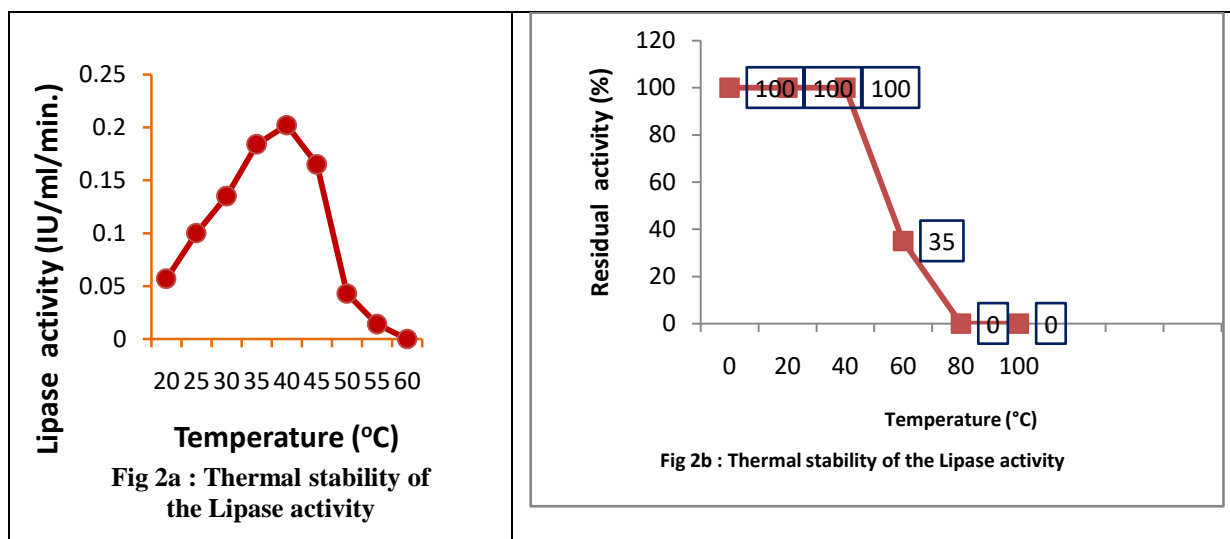 Lipase activity (IU/ml/min.)
0.25
0.2
0.15
0.1
0.05
0
20 25 30 35 40 45 50 55 60
Temperature (°C)
Fig 2a : Thermal stability of
the Lipase activity
Residual activity (%)
120
100
80
60
40
20
0
100 100 100
35
0 0
0 20 40 60 80 100
Temperature (°C)
Fig 2b : Thermal stability of the Lipase activity